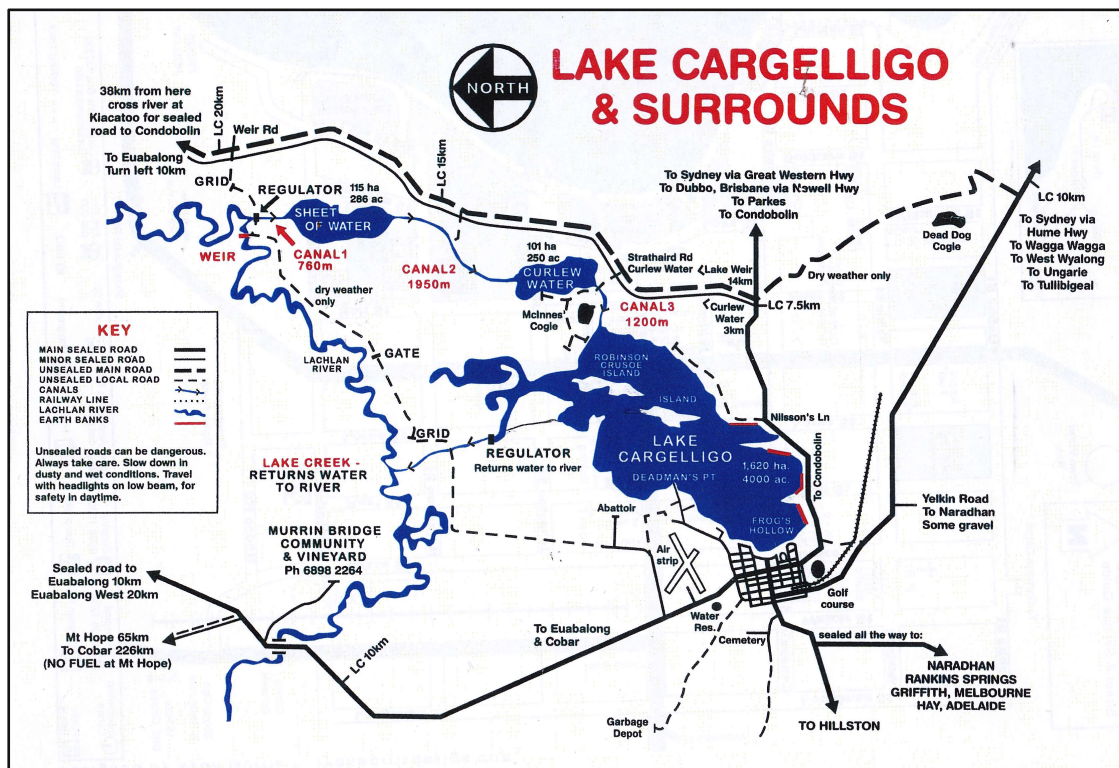 LAKE CARGELLIGO
& SURROUNDS
NORTH
38km from here
cross river at
Kiacatoo for sealed
road to Condobolin
LC 20km
Weir Rd
To Euabalong
Turn left 10km
GRID
REGULATOR
115 ha
286 ac
SHEET
OF WATER
LC 15km
WEIR
CANAL1
760m
CANAL2
1950m
dry weather
only
101 ha
250 ac
CURLEW
WATER
McInnes
Cogle
Strathaird Rd
Curlew Water
Lake Weir
14km
CANAL3
1200m
Curlew
Water
3km
LC 7.5km
To Sydney via Great Western Hwy
To Dubbo, Brisbane via Newell Hwy
To Parkes
To Condobolin
Dry weather only
Dead Dog
Cogle
LC 10km
To Sydney via
Hume Hwy
To Wagga Wagga
To West Wyalong
To Ungarie
To Tullibigeal
KEY
MAIN SEALED ROAD
MINOR SEALED ROAD
UNSEALED MAIN ROAD
UNSEALED LOCAL ROAD
CANALS
RAILWAY LINE
LACHLAN RIVER
EARTH BANKS
Unsealed roads can be dangerous.
Always take care. Slow down in
dusty and wet conditions. Travel
with headlights on low beam, for
safety in daytime.
LACHLAN
RIVER
GATE
GRID
ROBINSON
CRUSOE
ISLAND
ISLAND
Nilsson's Ln
LAKE
CARGELLIGO
1,620 ha.
4000 ac.
DEADMAN'S PT
FROG'S
HOLLOW
To Condobolin
REGULATOR
Returns water to river
LAKE CREEK -
RETURNS WATER
TO RIVER
Abattoir
Air
strip
Yelkin Road
To Naradhan
Some gravel
MURRIN BRIDGE
COMMUNITY
& VINEYARD
Ph 6898 2264
Sealed road to
Euabalong 10km
Euabalong West 20km
Mt Hope 65km
To Cobar 226km
(NO FUEL at Mt Hope)
LC 10km
To Euabalong
& Cobar
Water
Res.
Cemetery
Golf
course
sealed all the way to:
NARADHAN
RANKINS SPRINGS
GRIFFITH, MELBOURNE
HAY, ADELAIDE
Garbage
Depot
TO HILLSTON